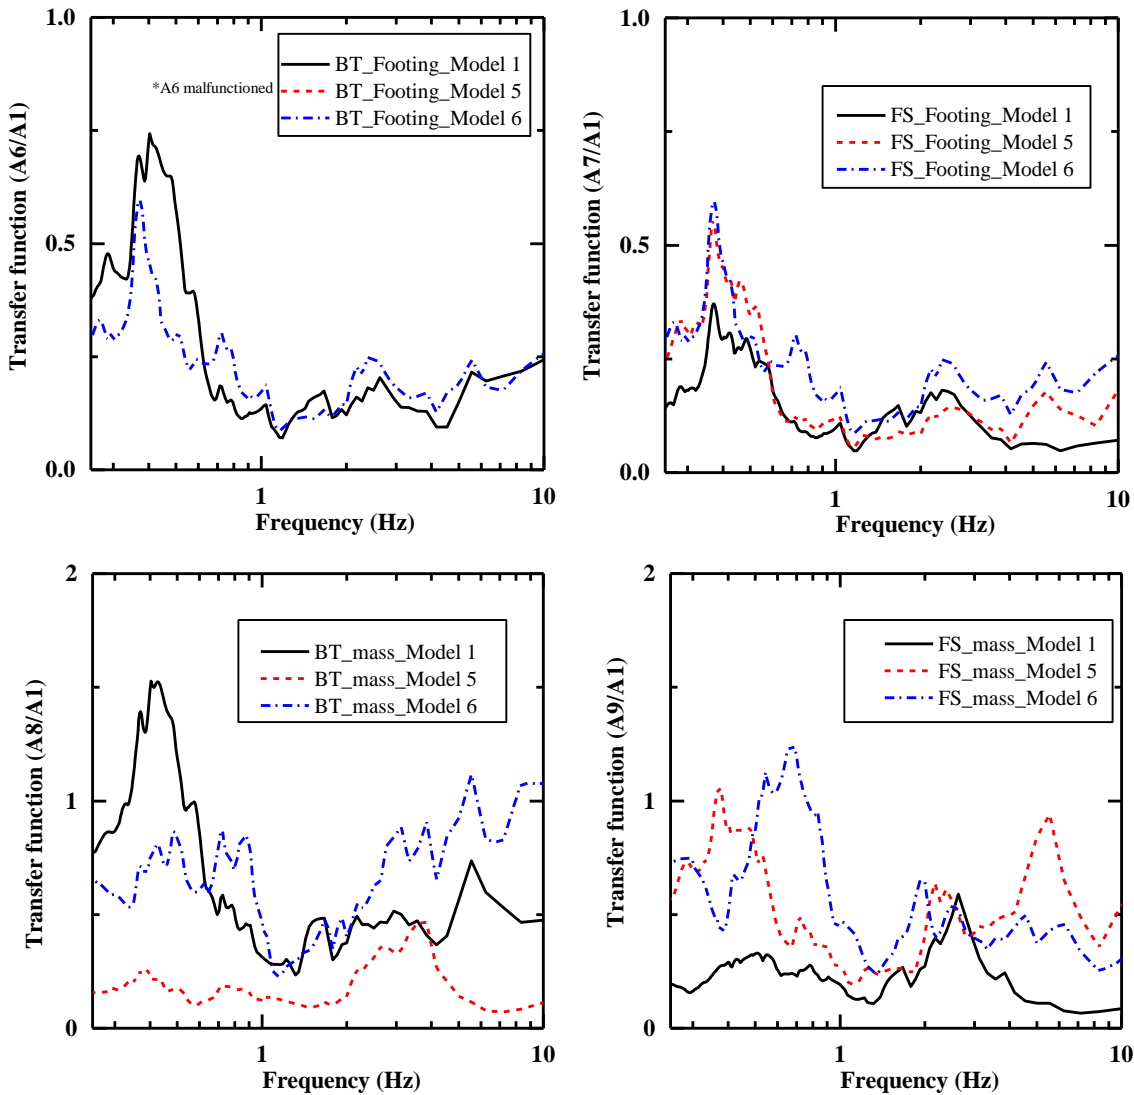 1.0
0.5
0.0
1
10
Transfer function (A6/A1)
Frequency (Hz)
*A6 malfunctioned
BT_Footing_Model 1
BT_Footing_Model 5
BT_Footing_Model 6
1.0
0.5
0.0
1
10
Transfer function (A7/A1)
Frequency (Hz)
FS_Footing_Model 1
FS_Footing_Model 5
FS_Footing_Model 6
2
1
0
1
10
Transfer function (A8/A1)
Frequency (Hz)
BT_mass_Model 1
BT_mass_Model 5
BT_mass_Model 6
2
1
0
1
10
Transfer function (A9/A1)
Frequency (Hz)
FS_mass_Model 1
FS_mass_Model 5
FS_mass_Model 6